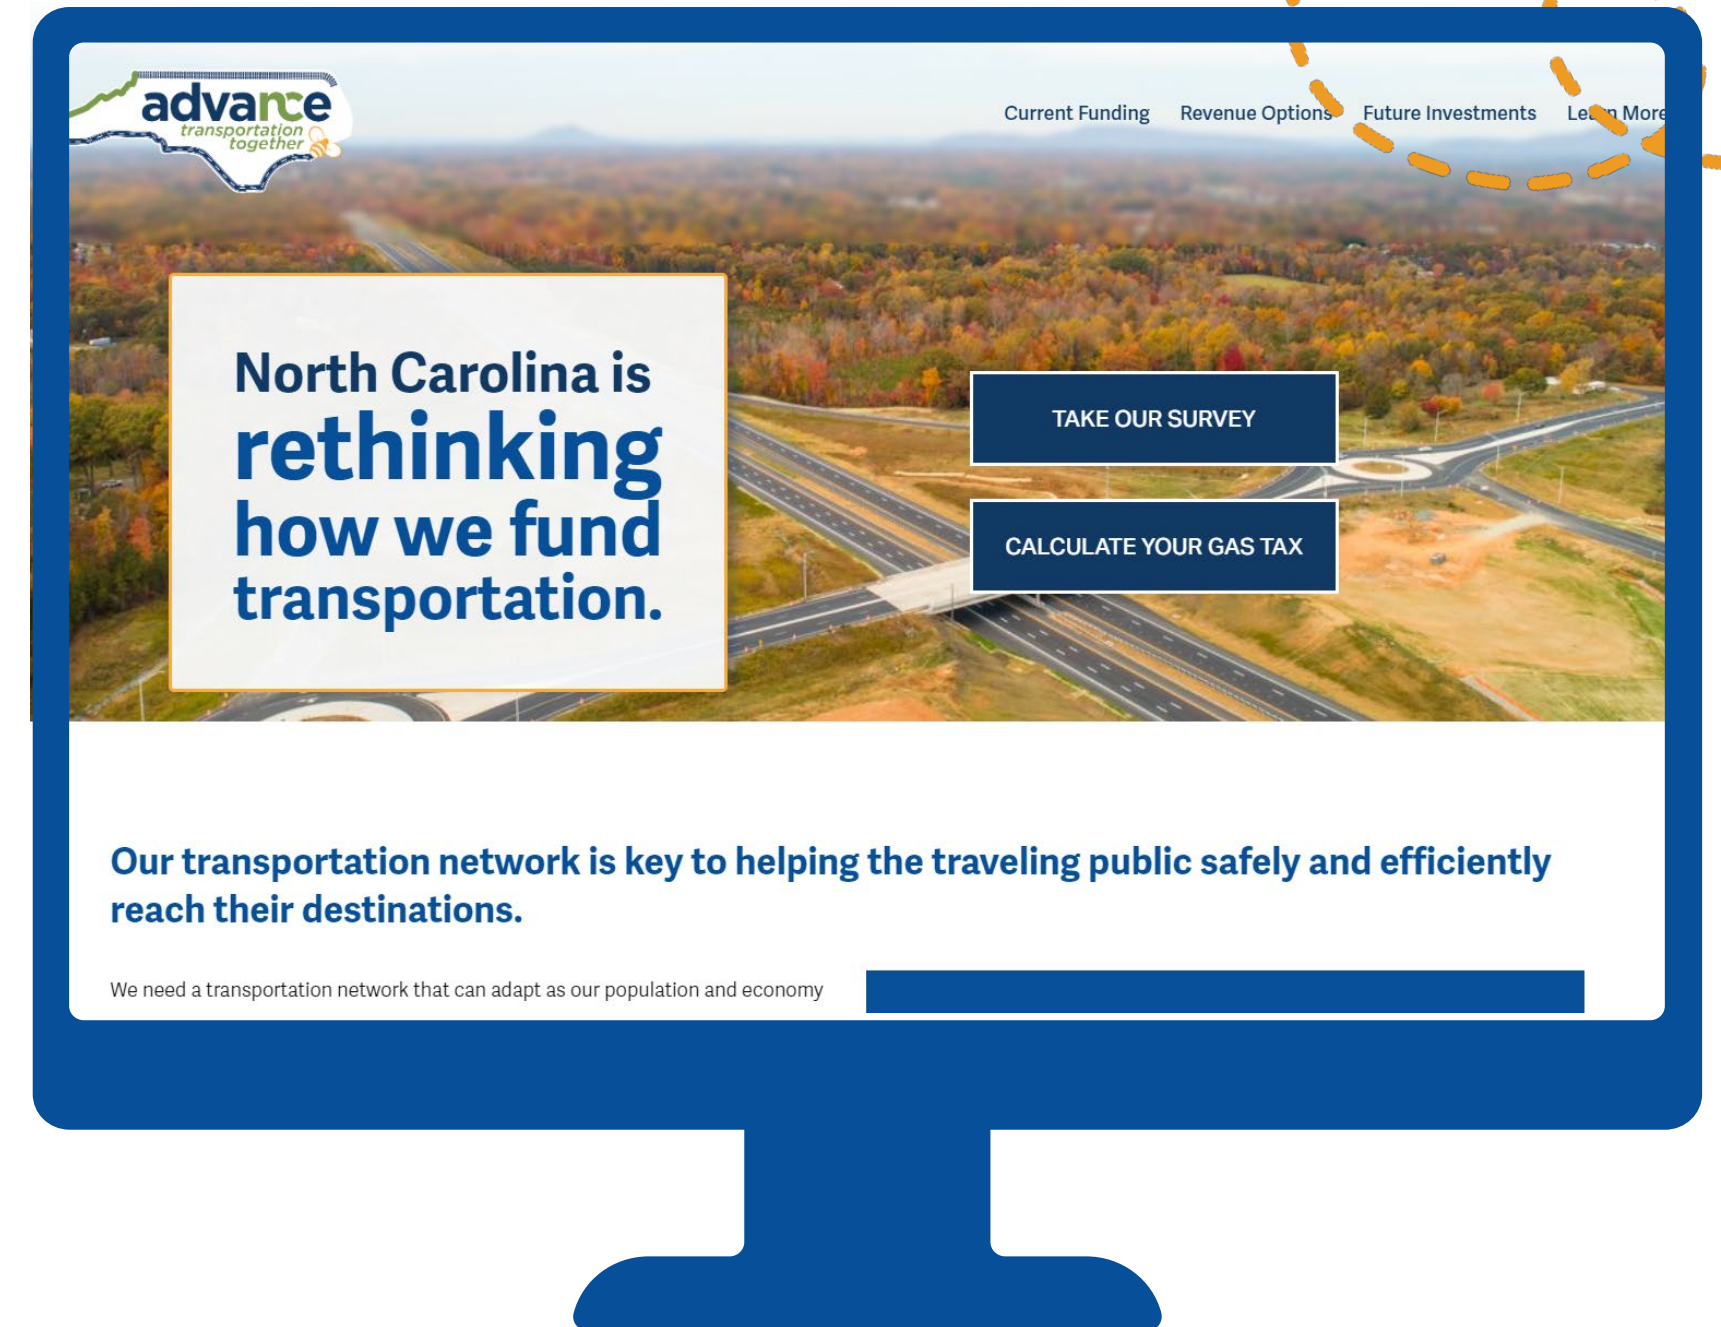 advance
transportation
together
Current Funding Revenue Options Future Investments Learn More
North Carolina is
rethinking
how we fund
transportation.
TAKE OUR SURVEY
CALCULATE YOUR GAS TAX
Our transportation network is key to helping the traveling public safely and efficiently
reach their destinations.
We need a transportation network that can adapt as our population and economy